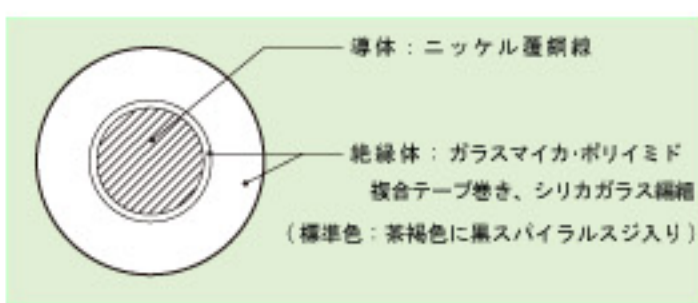 導体：ニッケル覆銅線
絶縁体：ガラスマイカ･ポリイミド
複合テープ巻き、シリカガラス編組
（標準色：茶褐色に黒スパイラルスジ入り）